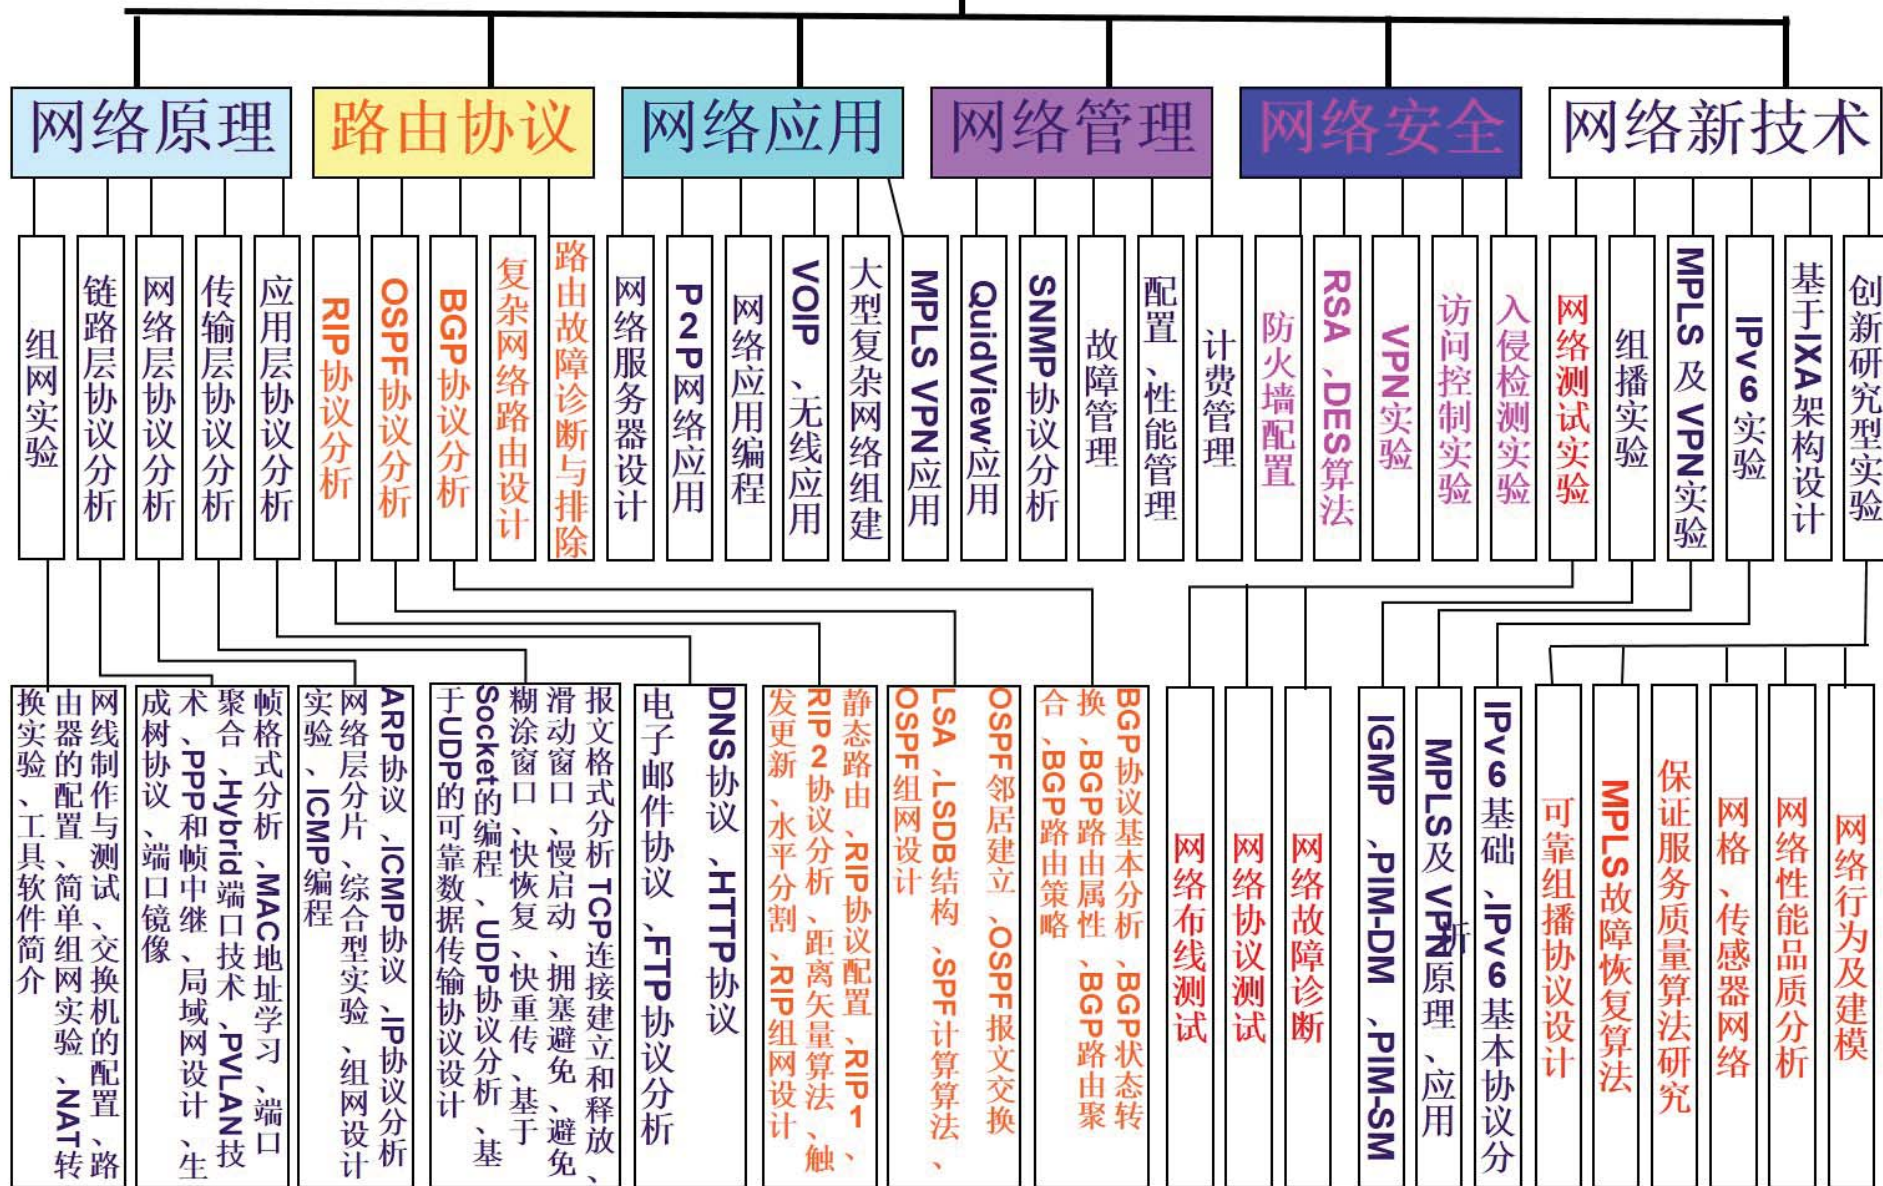 网络原理
路由协议
网络应用
网络管理
网络安全
网络新技术
组网实验
链路层协议分析
网络层协议分析
传输层协议分析
应用层协议分析
RIP协议分析
OSPF协议分析
BGP协议分析
复杂网络路由设计
路由故障诊断与排除
网络服务器设计
P2P网络应用
网络应用编程
VOIP、无线应用
大型复杂网络组建
MPLS VPN应用
QuidView应用
SNMP协议分析
故障管理
配置、性能管理
计费管理
防火墙配置
RSA、DES算法
VPN实验
访问控制实验
入侵检测实验
网络测试实验
组播实验
MPLS及VPN实验
IPv6实验
基于IXA架构设计
创新研究型实验
网线制作与测试、交换机的配置、路
由器的配置、简单组网实验、NAT转
换实验、工具软件简介
帧格式分析、MAC地址学习、端口
聚合、Hybrid端口技术、PVLAN技
术、PPP和帧中继、局域网设计、生
成树协议、端口镜像
ARP协议、ICMP协议、IP协议分析
网络层分片、综合型实验、组网设计
实验、ICMP编程
报文格式分析TCP连接建立和释放、
滑动窗口、慢启动、拥塞避免、避免
糊涂窗口、快恢复、快重传、基于
Socket的编程、UDP协议分析、基
于UDP的可靠数据传输协议设计
DNS协议、HTTP协议
电子邮件协议、FTP协议分析
静态路由、RIP协议配置、RIP1、
RIP2协议分析、距离矢量算法、触
发更新、水平分割、RIP组网设计
OSPF邻居建立、OSPF报文交换
LSA、LSDB结构、SPF计算算法、
OSPF组网设计
BGP协议基本分析、BGP状态转
换、BGP路由属性、BGP路由聚
合、BGP路由策略
网络布线测试
网络协议测试
网络故障诊断
IGMP、PIM-DM、PIM-SM
MPLS及VPN原理、应用
IPv6基础、IPv6基本协议分
析
可靠组播协议设计
MPLS故障恢复算法
保证服务质量算法研究
网格、传感器网络
网络性能品质分析
网络行为及建模